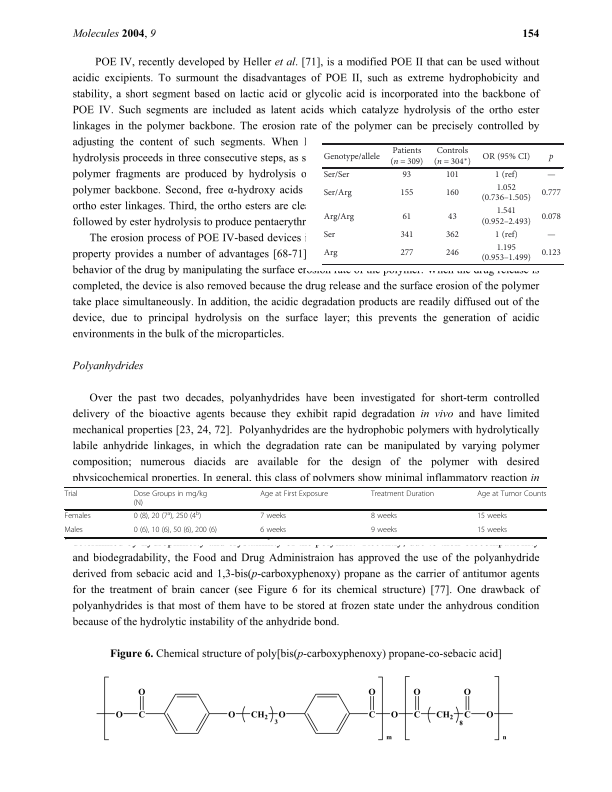 Molecules 2004, 9 154
POE IV, recently developed by Heller et al. [71], is a modified POE II that can be used without
acidic excipients. To surmount the disadvantages of POE II, such as extreme hydrophobicity and
stability, a short segment based on lactic acid or glycolic acid is incorporated into the backbone of
POE IV. Such segments are included as latent acids which catalyze hydrolysis of the ortho ester
linkages in the polymer backbone. The erosion rate of the polymer can be precisely controlled by
adjusting the content of such segments. When
hydrolysis proceeds in three consecutive steps, as s
polymer fragments are produced by hydrolysis o
polymer backbone. Second, free α-hydroxy acids
ortho ester linkages. Third, the ortho esters are clea
followed by ester hydrolysis to produce pentaerythr
The erosion process of POE IV-based devices
property provides a number of advantages [68-71]
Genotype/allele Patients (n = 309) Controls (n = 304*) OR (95% CI) p
Ser/Ser 93 101 1 (ref) —
Ser/Arg 155 160 1.052 (0.736–1.505) 0.777
Arg/Arg 61 43 1.541 (0.952–2.493) 0.078
Ser 341 362 1 (ref) —
Arg 277 246 1.195 (0.953–1.499) 0.123
behavior of the drug by manipulating the surface erosion rate of the polymer. When the drug release is
completed, the device is also removed because the drug release and the surface erosion of the polymer
take place simultaneously. In addition, the acidic degradation products are readily diffused out of the
device, due to principal hydrolysis on the surface layer; this prevents the generation of acidic
environments in the bulk of the microparticles.
Polyanhydrides
Over the past two decades, polyanhydrides have been investigated for short-term controlled
delivery of the bioactive agents because they exhibit rapid degradation in vivo and have limited
mechanical properties [23, 24, 72]. Polyanhydrides are the hydrophobic polymers with hydrolytically
labile anhydride linkages, in which the degradation rate can be manipulated by varying polymer
composition; numerous diacids are available for the design of the polymer with desired
physicochemical properties. In general, this class of polymers show minimal inflammatory reaction in
Trial Dose Groups in mg/kg (N) Age at First Exposure Treatment Duration Age at Tumor Counts
Females 0 (8), 20 (7a), 250 (4b) 7 weeks 8 weeks 15 weeks
Males 0 (6), 10 (6), 50 (6), 200 (6) 6 weeks 9 weeks 15 weeks
and biodegradability, the Food and Drug Administraion has approved the use of the polyanhydride
derived from sebacic acid and 1,3-bis(p-carboxyphenoxy) propane as the carrier of antitumor agents
for the treatment of brain cancer (see Figure 6 for its chemical structure) [77]. One drawback of
polyanhydrides is that most of them have to be stored at frozen state under the anhydrous condition
because of the hydrolytic instability of the anhydride bond.
Figure 6. Chemical structure of poly[bis(p-carboxyphenoxy) propane-co-sebacic acid]
O O O O
O C O (CH2)3 O C O C (CH2)8 C O
m n